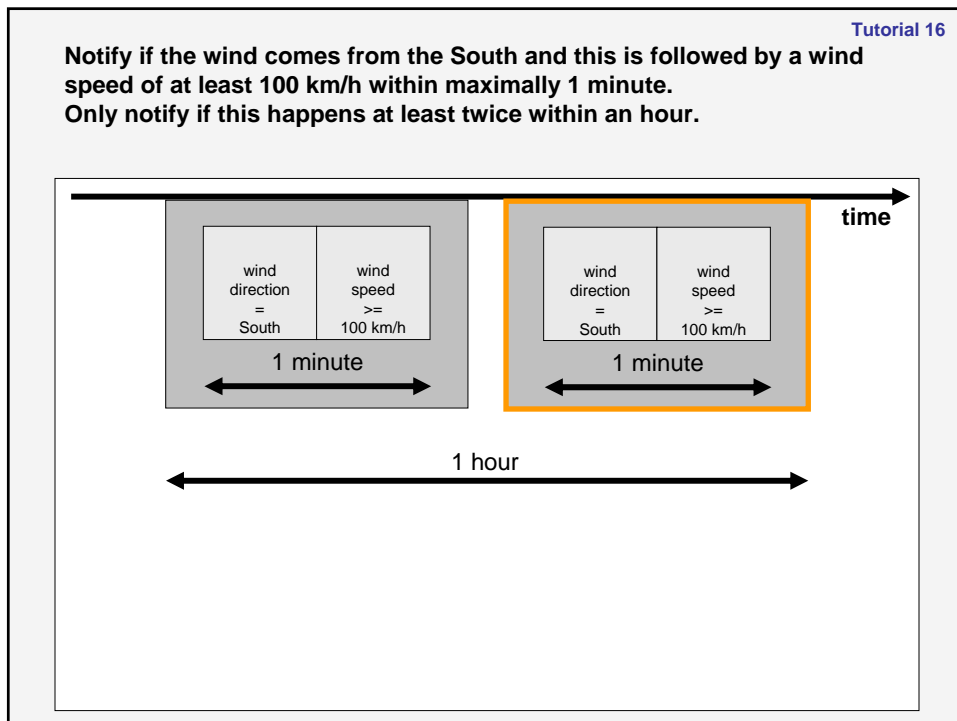 Tutorial 16
Notify if the wind comes from the South and this is followed by a wind
speed of at least 100 km/h within maximally 1 minute.
Only notify if this happens at least twice within an hour.
time
wind
direction
=
South
wind
speed
>=
100 km/h
1 minute
wind
direction
=
South
wind
speed
>=
100 km/h
1 minute
1 hour